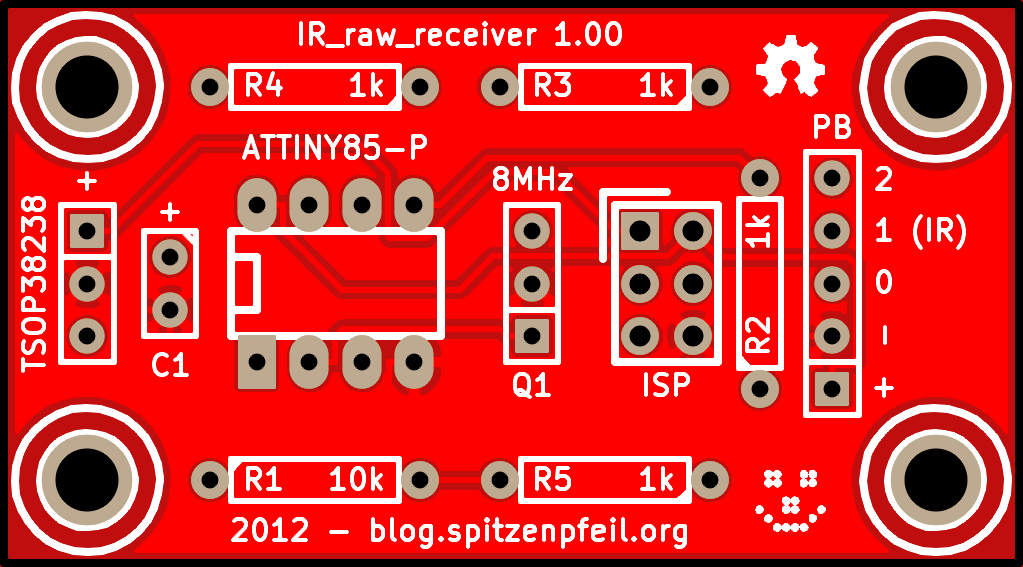 IR_raw_receiver 1.00
R4 1k
R3 1k
PB
ATTINY85-P
8MHz
+
+
2
1 (IR)
0
-
+
TSOP38238
C1
Q1
ISP
R2 1k
R1 10k
R5 1k
2012 - blog.spitzenpfeil.org